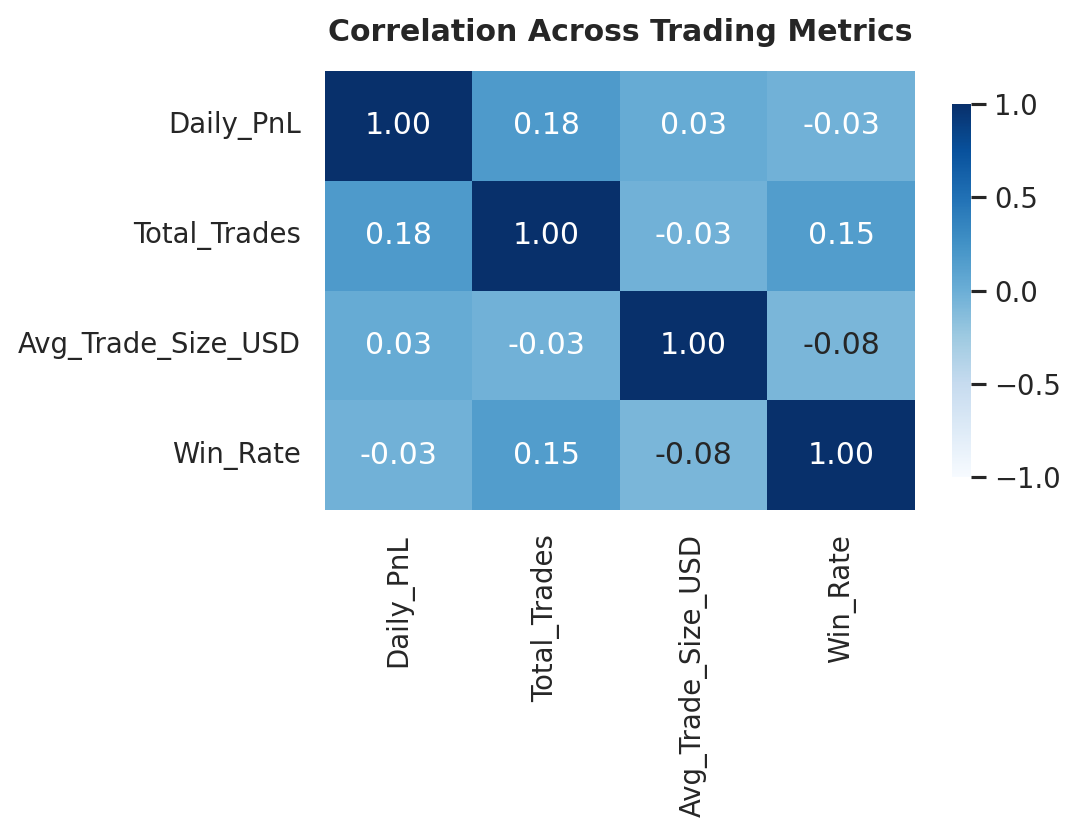 Correlation Across Trading Metrics
Daily_PnL 1.00 0.18 0.03 -0.03
Total_Trades 0.18 1.00 -0.03 0.15
Avg_Trade_Size_USD 0.03 -0.03 1.00 -0.08
Win_Rate -0.03 0.15 -0.08 1.00
Daily_PnL
Total_Trades
Avg_Trade_Size_USD
Win_Rate
1.0
0.5
0.0
−0.5
−1.0